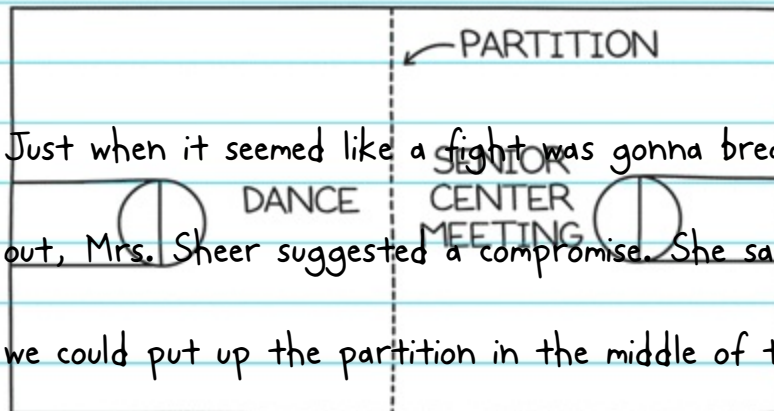 PARTITION
Just when it seemed like a fight was gonna brea
SENIOR
DANCE CENTER
MEETING
out, Mrs. Sheer suggested a compromise. She sa
we could put up the partition in the middle of t